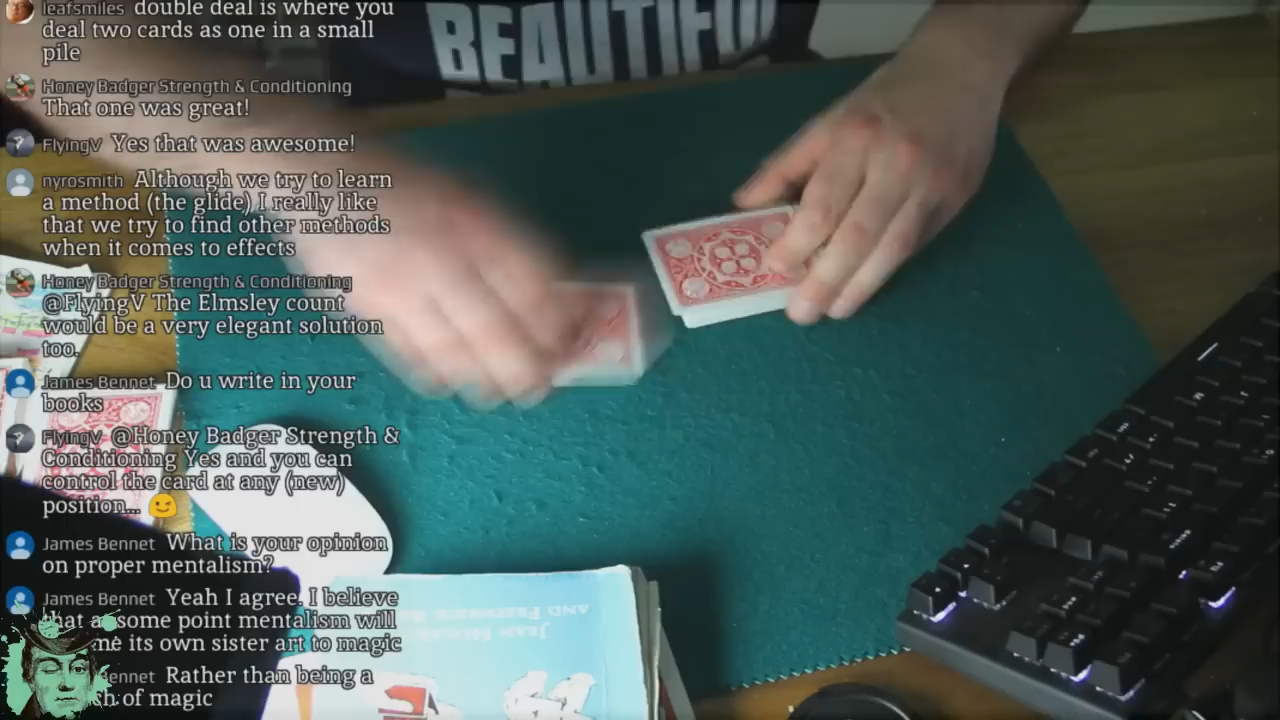 leafsmiles double deal is where you
deal two cards as one in a small
pile
Honey Badger Strength & Conditioning
That one was great!
FlyingV Yes that was awesome!
nyrosmith Although we try to learn
a method (the glide) I really like
that we try to find other methods
when it comes to effects
Honey Badger Strength & Conditioning
@FlyingV The Elmsley count
would be a very elegant solution
too.
James Bennet Do u write in your
books
FlyingV @Honey Badger Strength &
Conditioning Yes and you can
control the card at any (new)
position... 😉
James Bennet What is your opinion
on proper mentalism?
James Bennet Yeah I agree. I believe
that at some point mentalism will
its own sister art to magic
Rather than being a
of magic
BEAUTIFUL
AND FREDERICK
JEAN